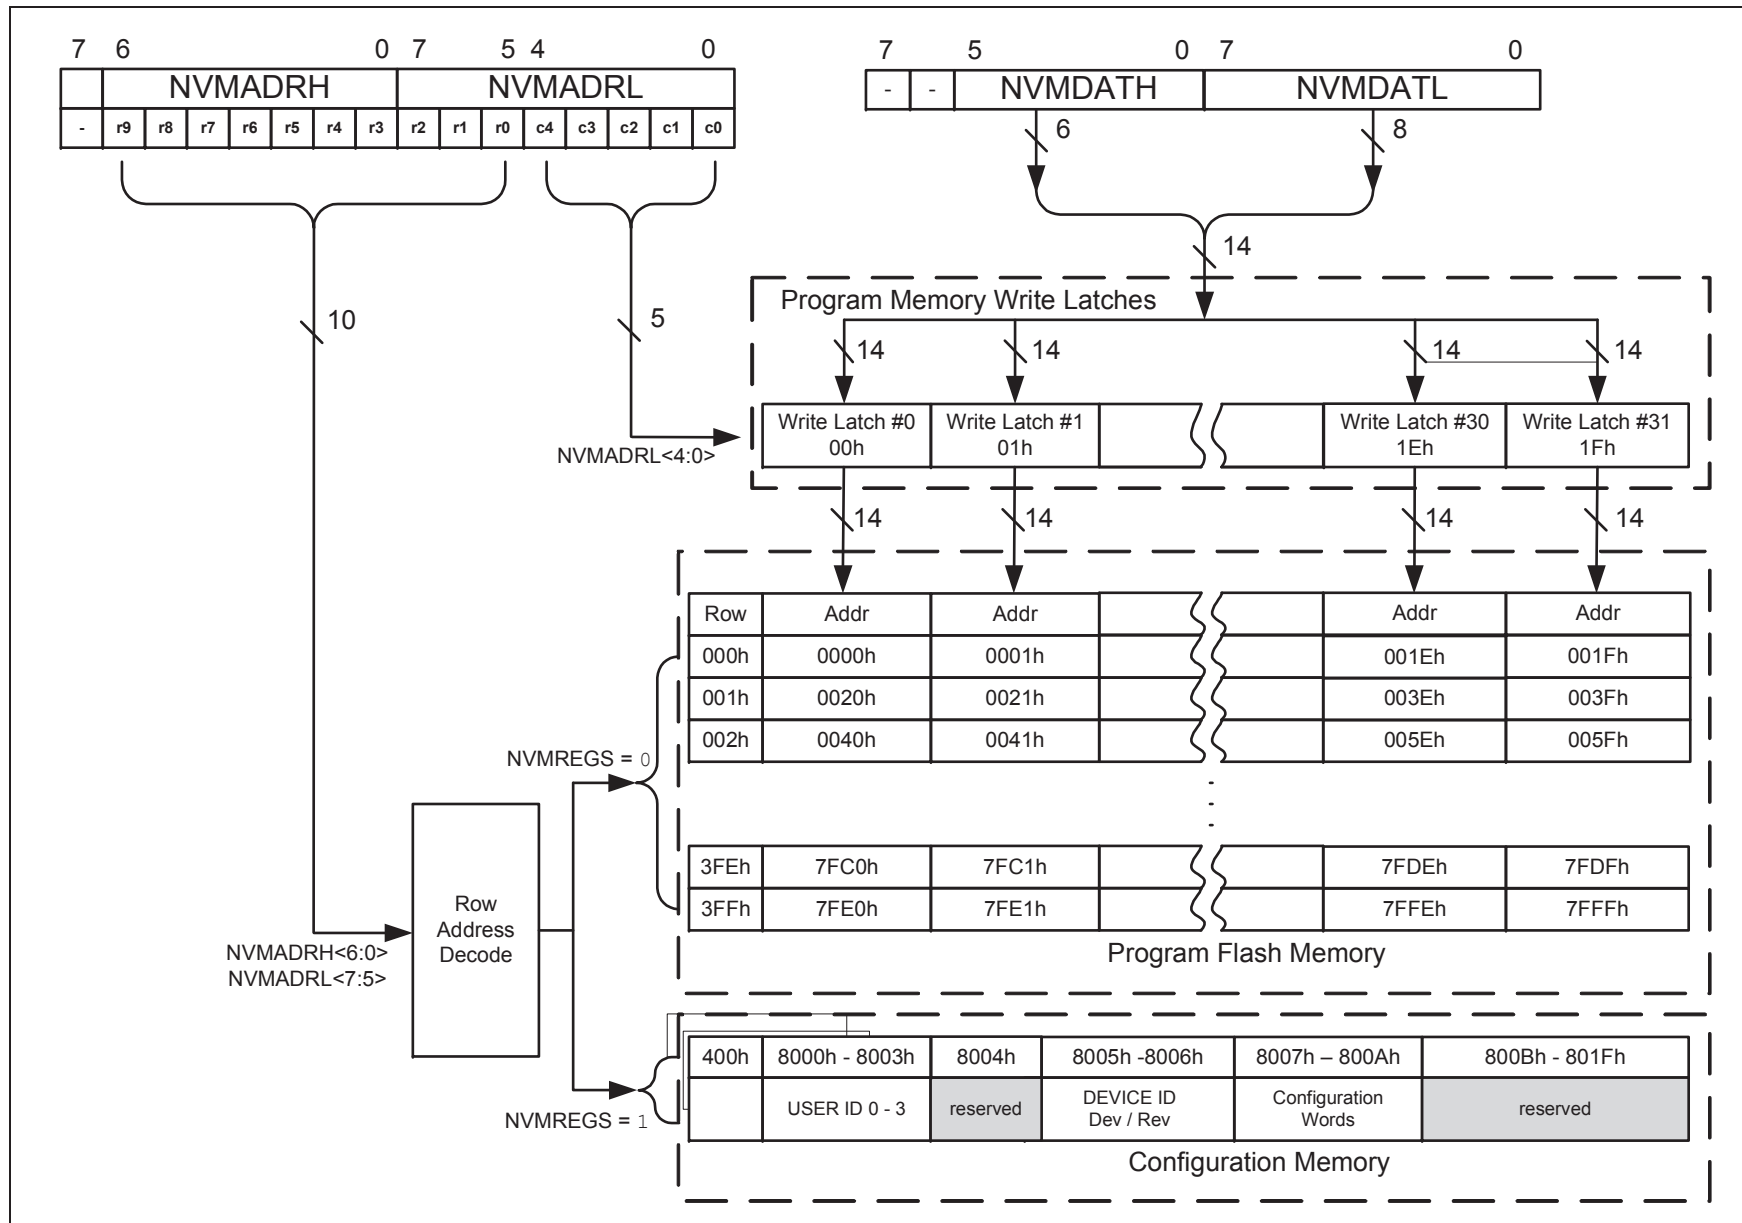 7 6 0 7 5 4 0
NVMADRH NVMADRL
- r9 r8 r7 r6 r5 r4 r3 r2 r1 r0 c4 c3 c2 c1 c0
7 5 0 7 0
- - NVMDATH NVMDATL
6 8
14
10
5
Program Memory Write Latches
14 14 14 14
Write Latch #0 Write Latch #1 Write Latch #30 Write Latch #31
00h 01h 1Eh 1Fh
NVMADRL<4:0>
14 14 14 14
Row Addr Addr Addr Addr
000h 0000h 0001h 001Eh 001Fh
001h 0020h 0021h 003Eh 003Fh
002h 0040h 0041h 005Eh 005Fh
NVMREGS = 0
3FEh 7FC0h 7FC1h 7FDEh 7FDFh
3FFh 7FE0h 7FE1h 7FFEh 7FFFh
Row
Address
Decode
NVMADRH<6:0>
NVMADRL<7:5>
Program Flash Memory
400h 8000h - 8003h 8004h 8005h -8006h 8007h – 800Ah 800Bh - 801Fh
USER ID 0 - 3 reserved DEVICE ID Configuration reserved
Dev / Rev Words
NVMREGS = 1
Configuration Memory